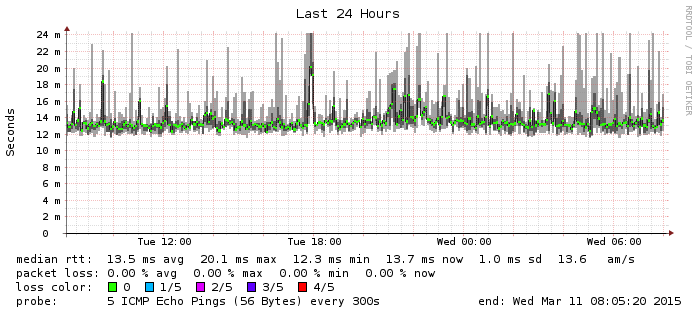 Last 24 Hours
RRDTOOL / TOBI OETIKER
Seconds
24 m
22 m
20 m
18 m
16 m
14 m
12 m
10 m
8 m
6 m
4 m
2 m
0
Tue 12:00 Tue 18:00 Wed 00:00 Wed 06:00
median rtt: 13.5 ms avg 20.1 ms max 12.3 ms min 13.7 ms now 1.0 ms sd 13.6 am/s
packet loss: 0.00 % avg 0.00 % max 0.00 % min 0.00 % now
loss color: 0 1/5 2/5 3/5 4/5
probe: 5 ICMP Echo Pings (56 Bytes) every 300s end: Wed Mar 11 08:05:20 2015